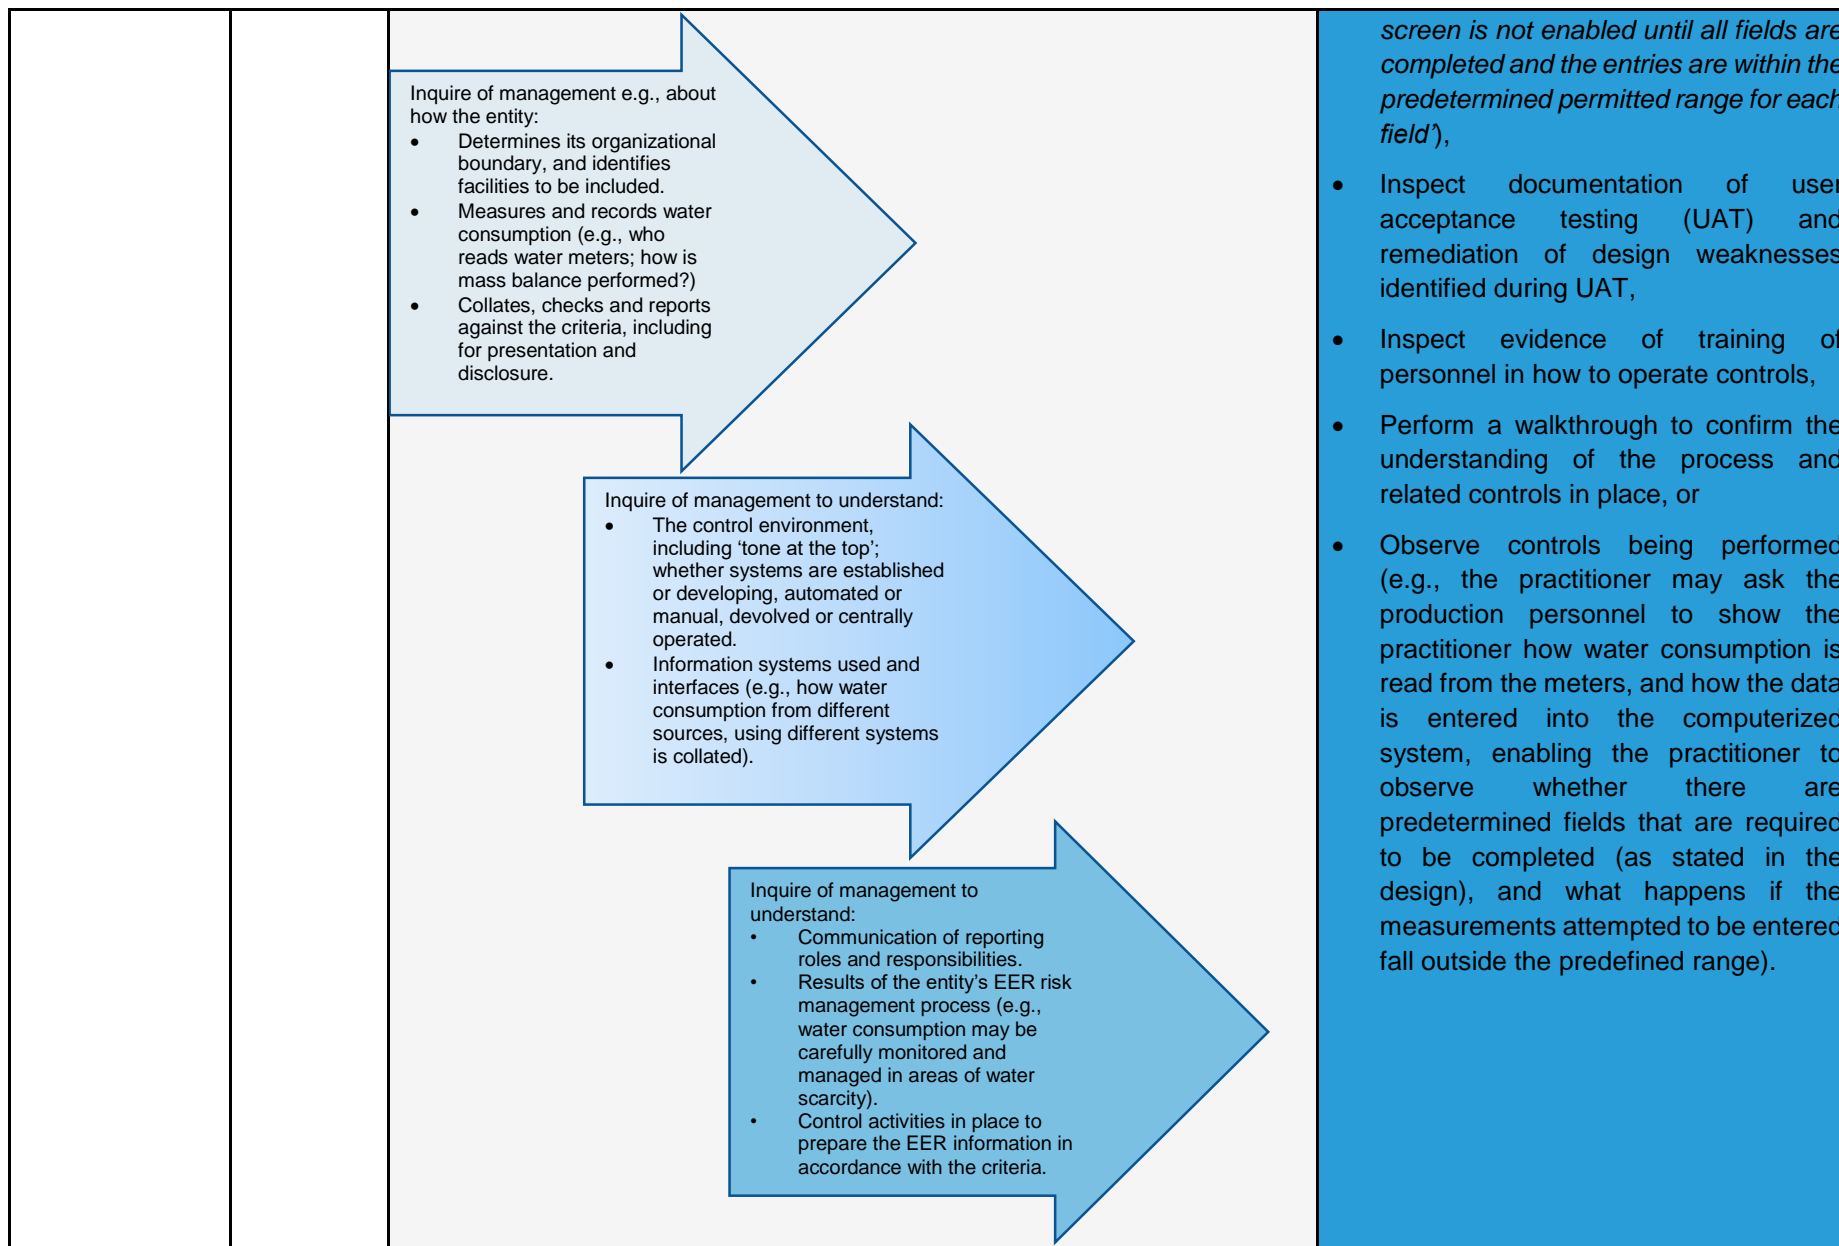 Inquire of management e.g., about
how the entity:
• Determines its organizational
boundary, and identifies
facilities to be included.
• Measures and records water
consumption (e.g., who
reads water meters; how is
mass balance performed?)
• Collates, checks and reports
against the criteria, including
for presentation and
disclosure.
Inquire of management to understand:
• The control environment,
including ‘tone at the top’;
whether systems are established
or developing, automated or
manual, devolved or centrally
operated.
• Information systems used and
interfaces (e.g., how water
consumption from different
sources, using different systems
is collated).
Inquire of management to
understand:
• Communication of reporting
roles and responsibilities.
• Results of the entity’s EER risk
management process (e.g.,
water consumption may be
carefully monitored and
managed in areas of water
scarcity).
• Control activities in place to
prepare the EER information in
accordance with the criteria.
screen is not enabled until all fields are
completed and the entries are within the
predetermined permitted range for each
field’),
• Inspect documentation of user
acceptance testing (UAT) and
remediation of design weaknesses
identified during UAT,
• Inspect evidence of training of
personnel in how to operate controls,
• Perform a walkthrough to confirm the
understanding of the process and
related controls in place, or
• Observe controls being performed
(e.g., the practitioner may ask the
production personnel to show the
practitioner how water consumption is
read from the meters, and how the data
is entered into the computerized
system, enabling the practitioner to
observe whether there are
predetermined fields that are required
to be completed (as stated in the
design), and what happens if the
measurements attempted to be entered
fall outside the predefined range).